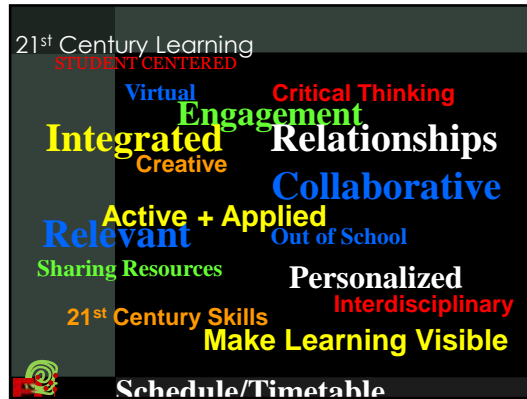 21st Century Learning
STUDENT CENTERED
Virtual
Critical Thinking
Engagement
Integrated
Relationships
Creative
Collaborative
Active + Applied
Relevant
Out of School
Sharing Resources
Personalized
Interdisciplinary
21st Century Skills
Make Learning Visible
Schedule/Timetable